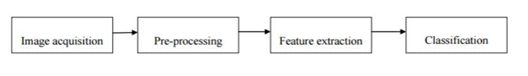 Image acquisition
Pre-processing
Feature extraction
Classification